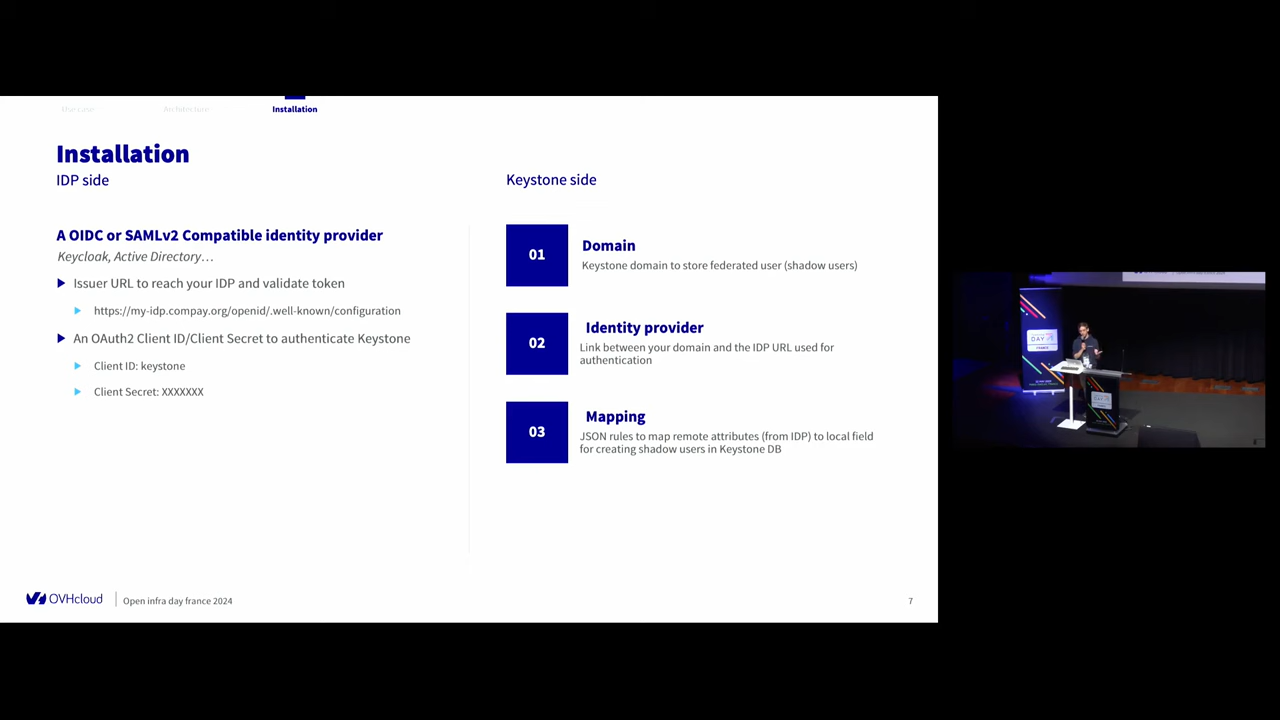 Architecture
Installation
Installation
IDP side
A OIDC or SAMLv2 Compatible identity provider
Keycloak, Active Directory…
Issuer URL to reach your IDP and validate token
https://my-idp.compay.org/openid/.well-known/configuration
An OAuth2 Client ID/Client Secret to authenticate Keystone
Client ID: keystone
Client Secret: XXXXXXX
Keystone side
01
Domain
Keystone domain to store federated user (shadow users)
02
Identity provider
Link between your domain and the IDP URL used for
authentication
03
Mapping
JSON rules to map remote attributes (from IDP) to local field
for creating shadow users in Keystone DB
OVHcloud
Open infra day france 2024
7
DAY
DAY